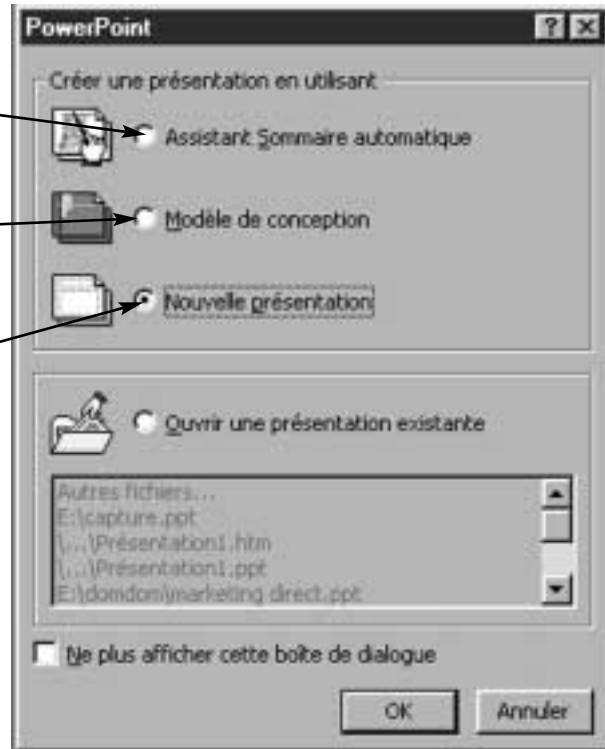 PowerPoint
Créer une présentation en utilisant
Assistant Sommaire automatique
Modèle de conception
Nouvelle présentation
Ouvrir une présentation existante
Autres fichiers...
E:\capture.ppt
\...\Présentation1.htm
\...\Présentation1.ppt
E:\domdom\marketing direct.ppt
Ne plus afficher cette boîte de dialogue
OK
Annuler